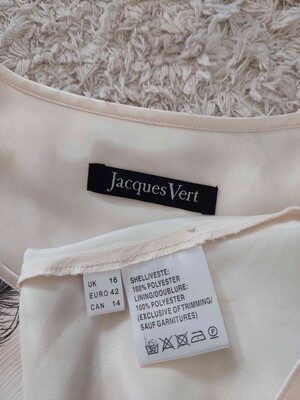 Jacques Vert
UK 16
EURO 42
CAN 14
SHELL/VESTE:
100% POLYESTER
LINING/DOUBLURE:
100% POLYESTER
(EXCLUSIVE OF TRIMMING/
SAUF GARNITURES)
P